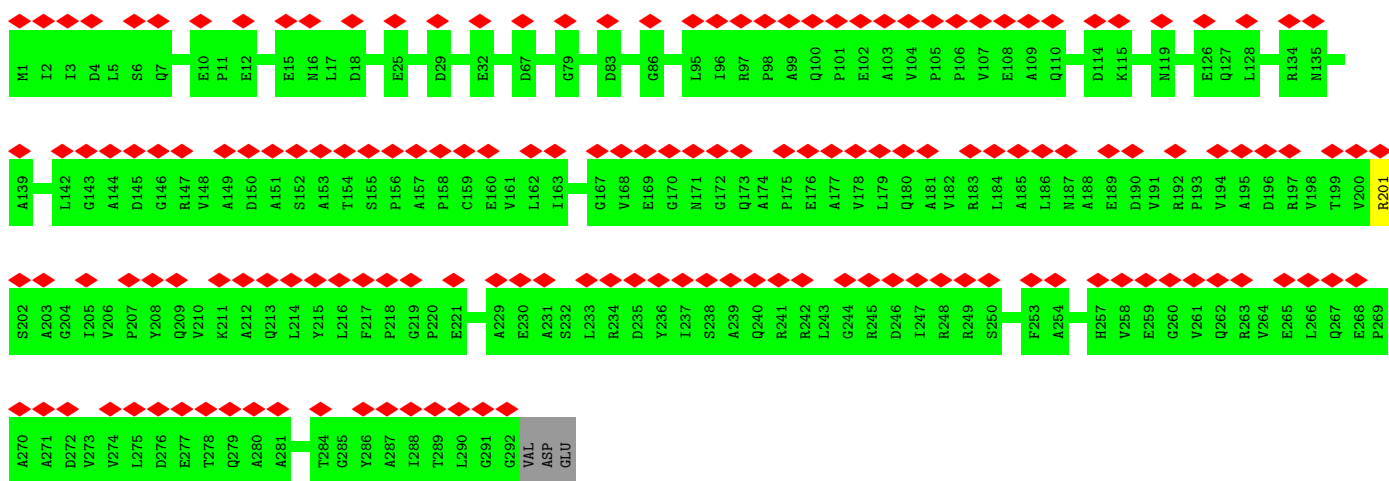 M1 I2 I3 D4 L5 S6 Q7 E10 P11 E12 E15 N16 L17 D18 E25 D29 E32 D67 G79 D83 G86 L95 I96 R97 P98 A99 Q100 P101 E102 A103 V104 P105 P106 V107 E108 A109 Q110 D114 K115 N119 E126 Q127 L128 R134 N135
A139 L142 G143 A144 D145 G146 R147 V148 A149 D150 A151 S152 A153 T154 S155 P156 A157 P158 C159 E160 V161 L162 I163 G167 V168 E169 G170 N171 G172 Q173 A174 P175 E176 A177 V178 L179 Q180 A181 V182 R183 L184 A185 L186 N187 A188 E189 D190 V191 R192 P193 V194 A195 D196 R197 V198 T199 V200 R201
S202 A203 G204 I205 V206 P207 Y208 Q209 V210 K211 A212 Q213 L214 Y215 L216 F217 P218 G219 P220 E221 A229 E230 A231 S232 L233 R234 D235 Y236 I237 S238 A239 Q240 R241 R242 L243 G244 R245 D246 I247 R248 R249 S250 F253 A254 H257 V258 E259 G260 V261 Q262 R263 V264 E265 L266 Q267 E268 P269
A270 A271 D272 V273 V274 L275 D276 E277 T278 Q279 A280 A281 T284 G285 Y286 A287 I288 T289 L290 G291 G292 VAL ASP GLU